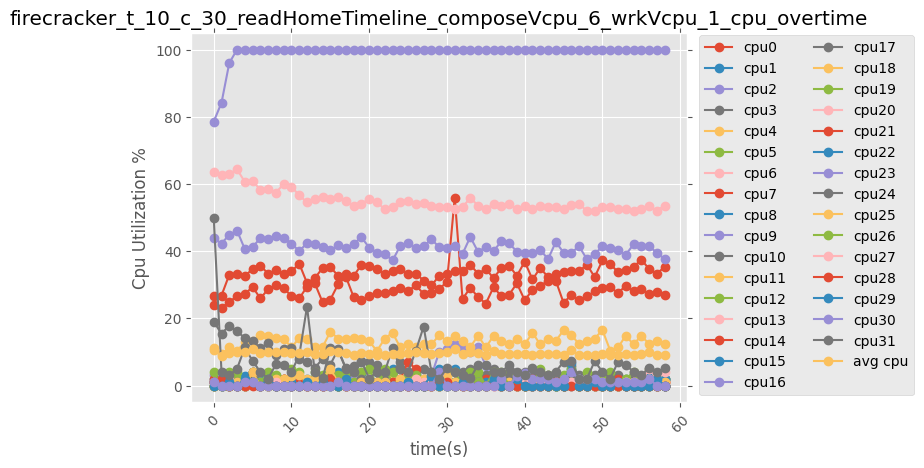 firecracker_t_10_c_30_readHomeTimeline_composeVcpu_6_wrkVcpu_1_cpu_overtime
100
80
60
40
20
0
Cpu Utilization %
0
10
20
30
40
50
60
time(s)
cpu0
cpu1
cpu2
cpu3
cpu4
cpu5
cpu6
cpu7
cpu8
cpu9
cpu10
cpu11
cpu12
cpu13
cpu14
cpu15
cpu16
cpu17
cpu18
cpu19
cpu20
cpu21
cpu22
cpu23
cpu24
cpu25
cpu26
cpu27
cpu28
cpu29
cpu30
cpu31
avg cpu